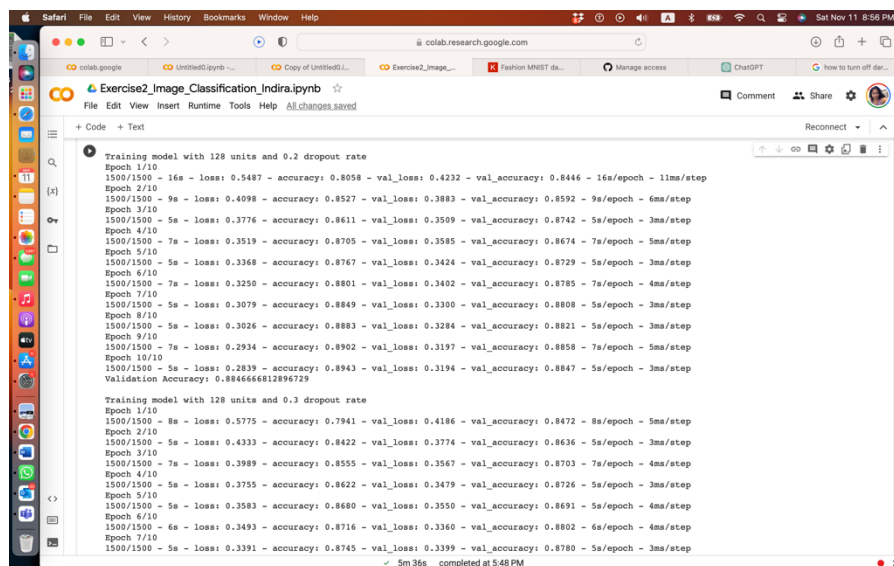 Safari File Edit View History Bookmarks Window Help Sat Nov 11 8:56 PM
colab.research.google.com
colab.google Untitled0.ipynb -... Copy of Untitled0.i... Exercise2_Image_... Fashion MNIST da... Manage access ChatGPT how to turn off dar...
Exercise2_Image_Classification_Indira.ipynb
Comment Share
File Edit View Insert Runtime Tools Help All changes saved
+ Code + Text Reconnect
Training model with 128 units and 0.2 dropout rate
Epoch 1/10
1500/1500 - 16s - loss: 0.5487 - accuracy: 0.8058 - val_loss: 0.4232 - val_accuracy: 0.8446 - 16s/epoch - 11ms/step
Epoch 2/10
1500/1500 - 9s - loss: 0.4098 - accuracy: 0.8527 - val_loss: 0.3883 - val_accuracy: 0.8592 - 9s/epoch - 6ms/step
Epoch 3/10
1500/1500 - 5s - loss: 0.3776 - accuracy: 0.8611 - val_loss: 0.3509 - val_accuracy: 0.8742 - 5s/epoch - 3ms/step
Epoch 4/10
1500/1500 - 7s - loss: 0.3519 - accuracy: 0.8705 - val_loss: 0.3585 - val_accuracy: 0.8674 - 7s/epoch - 5ms/step
Epoch 5/10
1500/1500 - 5s - loss: 0.3368 - accuracy: 0.8767 - val_loss: 0.3424 - val_accuracy: 0.8729 - 5s/epoch - 3ms/step
Epoch 6/10
1500/1500 - 7s - loss: 0.3250 - accuracy: 0.8801 - val_loss: 0.3402 - val_accuracy: 0.8785 - 7s/epoch - 4ms/step
Epoch 7/10
1500/1500 - 5s - loss: 0.3079 - accuracy: 0.8849 - val_loss: 0.3300 - val_accuracy: 0.8808 - 5s/epoch - 3ms/step
Epoch 8/10
1500/1500 - 5s - loss: 0.3026 - accuracy: 0.8883 - val_loss: 0.3284 - val_accuracy: 0.8821 - 5s/epoch - 3ms/step
Epoch 9/10
1500/1500 - 7s - loss: 0.2934 - accuracy: 0.8902 - val_loss: 0.3197 - val_accuracy: 0.8858 - 7s/epoch - 5ms/step
Epoch 10/10
1500/1500 - 5s - loss: 0.2839 - accuracy: 0.8943 - val_loss: 0.3194 - val_accuracy: 0.8847 - 5s/epoch - 3ms/step
Validation Accuracy: 0.8846666812896729
Training model with 128 units and 0.3 dropout rate
Epoch 1/10
1500/1500 - 8s - loss: 0.5775 - accuracy: 0.7941 - val_loss: 0.4186 - val_accuracy: 0.8472 - 8s/epoch - 5ms/step
Epoch 2/10
1500/1500 - 5s - loss: 0.4333 - accuracy: 0.8422 - val_loss: 0.3774 - val_accuracy: 0.8636 - 5s/epoch - 3ms/step
Epoch 3/10
1500/1500 - 7s - loss: 0.3989 - accuracy: 0.8555 - val_loss: 0.3567 - val_accuracy: 0.8703 - 7s/epoch - 4ms/step
Epoch 4/10
1500/1500 - 5s - loss: 0.3755 - accuracy: 0.8622 - val_loss: 0.3479 - val_accuracy: 0.8726 - 5s/epoch - 3ms/step
Epoch 5/10
1500/1500 - 5s - loss: 0.3583 - accuracy: 0.8680 - val_loss: 0.3550 - val_accuracy: 0.8691 - 5s/epoch - 4ms/step
Epoch 6/10
1500/1500 - 6s - loss: 0.3493 - accuracy: 0.8716 - val_loss: 0.3360 - val_accuracy: 0.8802 - 6s/epoch - 4ms/step
Epoch 7/10
1500/1500 - 5s - loss: 0.3391 - accuracy: 0.8745 - val_loss: 0.3399 - val_accuracy: 0.8780 - 5s/epoch - 3ms/step
5m 36s completed at 5:48 PM